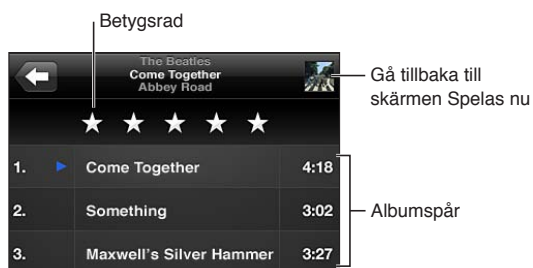 Betygsrad
The Beatles
Come Together
Abbey Road
Gå tillbaka till
skärmen Spelas nu
1. Come Together 4:18
2. Something 3:02
3. Maxwell's Silver Hammer 3:27
Albumspår